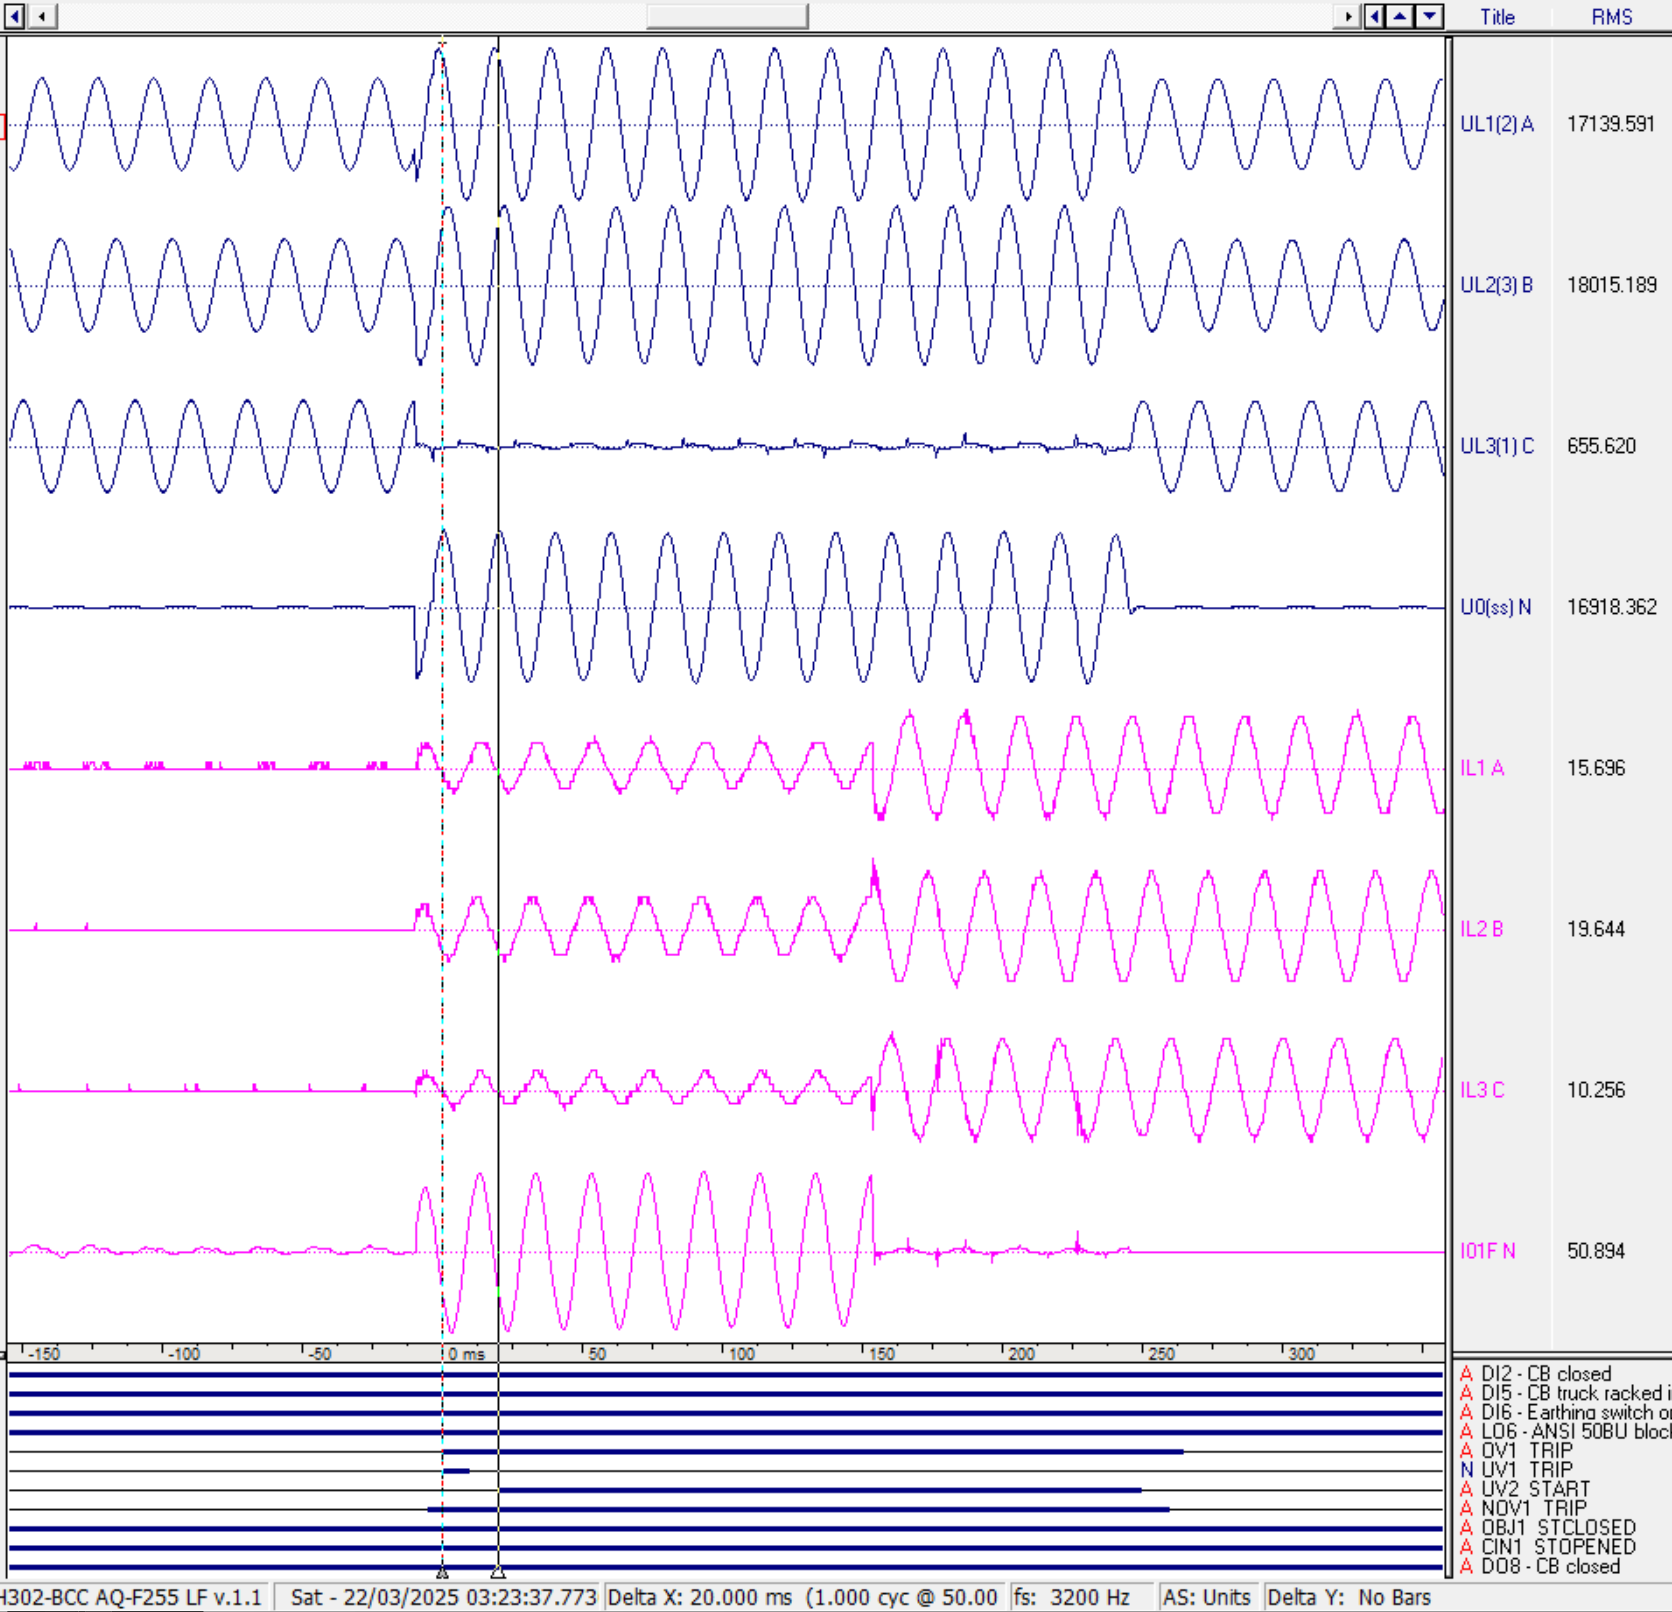 Title RMS
UL1(2) A 17139.591
UL2(3) B 18015.189
UL3(1) C 655.620
U0(ss) N 16918.362
IL1 A 15.696
IL2 B 19.644
IL3 C 10.256
I01F N 50.894
-150 -100 -50 0 ms 50 100 150 200 250 300
A DI2 - CB closed
A DI5 - CB truck racked i
A DI6 - Earthing switch o
A LO6 - ANSI 50BU bloc
A OV1 TRIP
N UV1 TRIP
A UV2 START
A NOV1 TRIP
A OBJ1 STCLOSED
A CIN1 STOPENED
A DO8 - CB closed
H302-BCC AQ-F255 LF v.1.1 Sat - 22/03/2025 03:23:37.773 Delta X: 20.000 ms (1.000 cyc @ 50.00 fs: 3200 Hz AS: Units Delta Y: No Bars